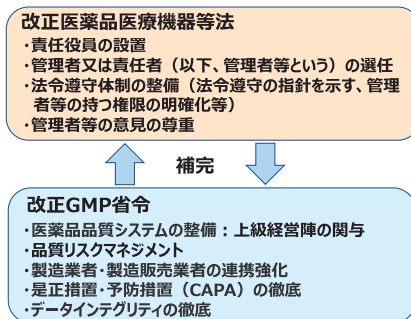 改正医薬品医療機器等法
・責任役員の設置
・管理者又は責任者（以下、管理者等という）の選任
・法令遵守体制の整備（法令遵守の指針を示す、管理
者等の持つ権限の明確化等）
・管理者等の意見の尊重
補完
改正GMP省令
・医薬品品質システムの整備：上級経営陣の関与
・品質リスクマネジメント
・製造業者・製造販売業者の連携強化
・是正措置・予防措置（CAPA）の徹底
・データインテグリティの徹底